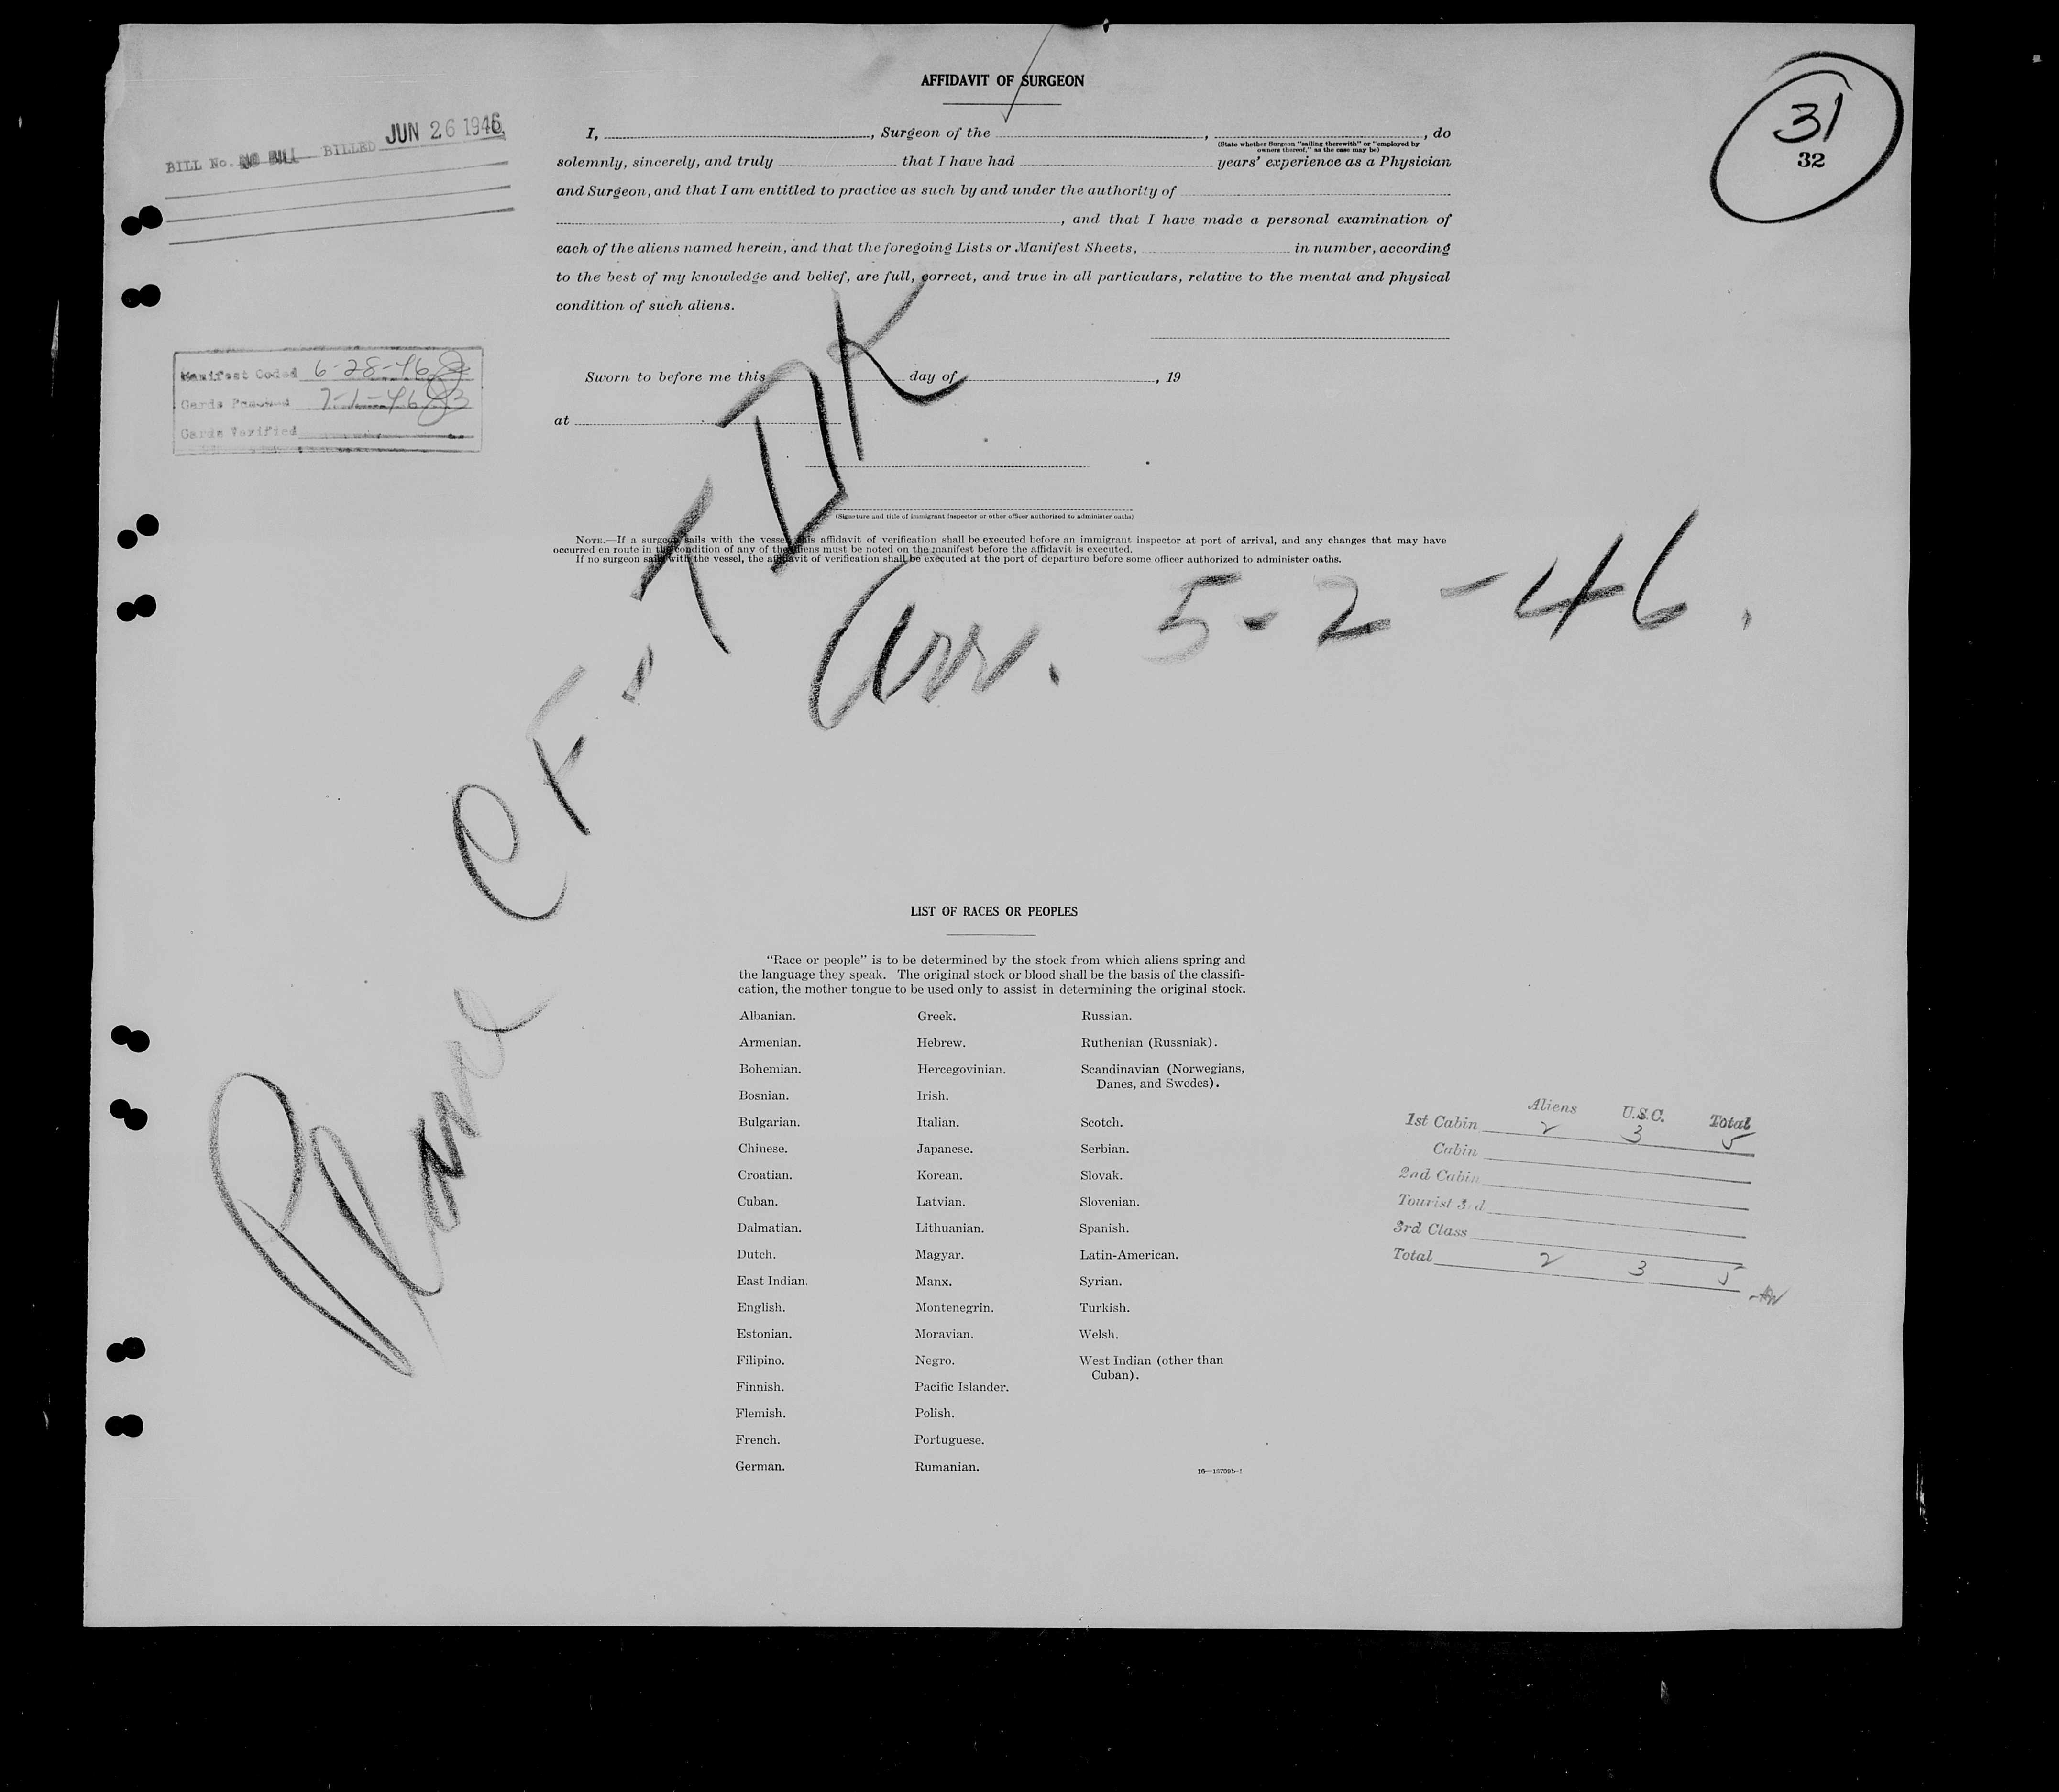 AFFIDAVIT OF SURGEON
31
32
BILL No. NO BILL BILLED JUN 26 1946
I, , Surgeon of the , , do
(State whether Surgeon "sailing therewith" or "employed by
owners thereof," as the case may be)
solemnly, sincerely, and truly that I have had years' experience as a Physician
and Surgeon, and that I am entitled to practice as such by and under the authority of
, and that I have made a personal examination of
each of the aliens named herein, and that the foregoing Lists or Manifest Sheets, in number, according
to the best of my knowledge and belief, are full, correct, and true in all particulars, relative to the mental and physical
condition of such aliens.
Manifest Coded 6-28-46
Cards Punched 7-1-46
Cards Verified
Sworn to before me this day of , 19
at
(Signature and title of immigrant inspector or other officer authorized to administer oaths)
NOTE.—If a surgeon sails with the vessel, this affidavit of verification shall be executed before an immigrant inspector at port of arrival, and any changes that may have
occurred en route in the condition of any of the aliens must be noted on the manifest before the affidavit is executed.
If no surgeon sails with the vessel, the affidavit of verification shall be executed at the port of departure before some officer authorized to administer oaths.
Plane CF-TDK
Arr. 5-2-46.
LIST OF RACES OR PEOPLES
"Race or people" is to be determined by the stock from which aliens spring and
the language they speak. The original stock or blood shall be the basis of the classifi-
cation, the mother tongue to be used only to assist in determining the original stock.
Albanian.
Armenian.
Bohemian.
Bosnian.
Bulgarian.
Chinese.
Croatian.
Cuban.
Dalmatian.
Dutch.
East Indian.
English.
Estonian.
Filipino.
Finnish.
Flemish.
French.
German.
Greek.
Hebrew.
Hercegovinian.
Irish.
Italian.
Japanese.
Korean.
Latvian.
Lithuanian.
Magyar.
Manx.
Montenegrin.
Moravian.
Negro.
Pacific Islander.
Polish.
Portuguese.
Rumanian.
Russian.
Ruthenian (Russniak).
Scandinavian (Norwegians,
Danes, and Swedes).
Scotch.
Serbian.
Slovak.
Slovenian.
Spanish.
Latin-American.
Syrian.
Turkish.
Welsh.
West Indian (other than
Cuban).
Aliens U.S.C. Total
1st Cabin 2 3 5
Cabin
2nd Cabin
Tourist 3rd
3rd Class
Total 2 3 5